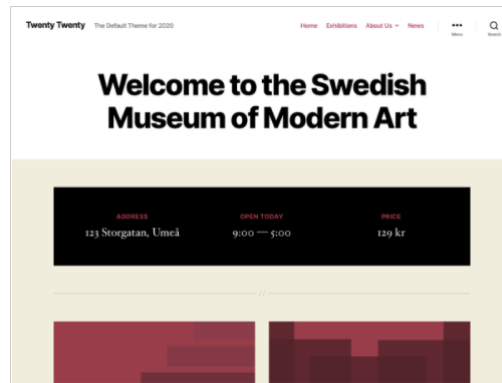 Twenty Twenty The Default Theme for 2020 Home Exhibitions About Us News
Menu Search
Welcome to the Swedish
Museum of Modern Art
ADDRESS OPEN TODAY PRICE
123 Storgatan, Umeå 9:00 — 5:00 129 kr
//